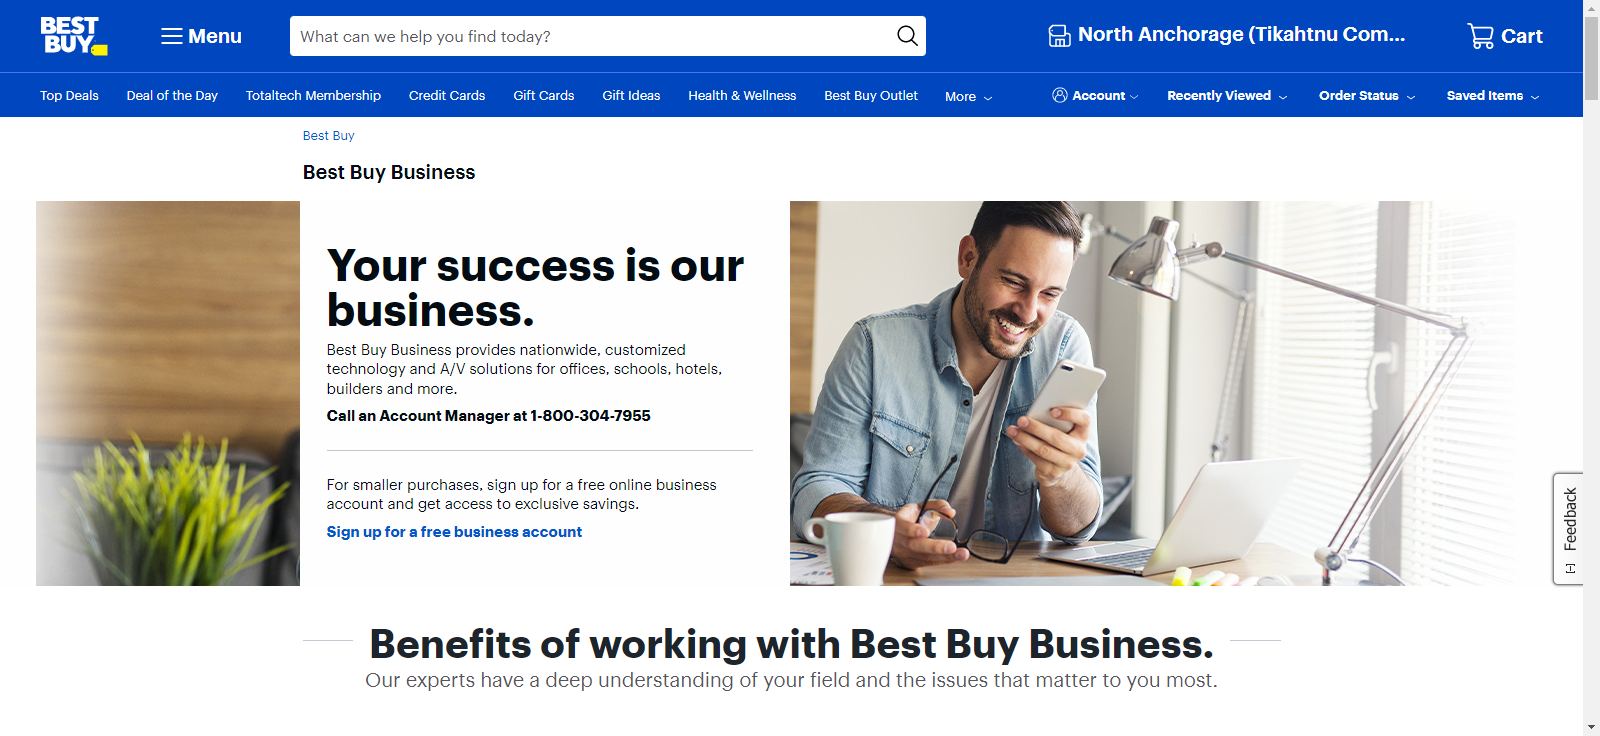 BEST
BUY
Menu
What can we help you find today?
North Anchorage (Tikahtnu Com...
Cart
Top Deals
Deal of the Day
Totaltech Membership
Credit Cards
Gift Cards
Gift Ideas
Health & Wellness
Best Buy Outlet
More
Account
Recently Viewed
Order Status
Saved Items
Best Buy
Best Buy Business
Your success is our
business.
Best Buy Business provides nationwide, customized
technology and A/V solutions for offices, schools, hotels,
builders and more.
Call an Account Manager at 1-800-304-7955
For smaller purchases, sign up for a free online business
account and get access to exclusive savings.
Sign up for a free business account
[-] Feedback
Benefits of working with Best Buy Business.
Our experts have a deep understanding of your field and the issues that matter to you most.